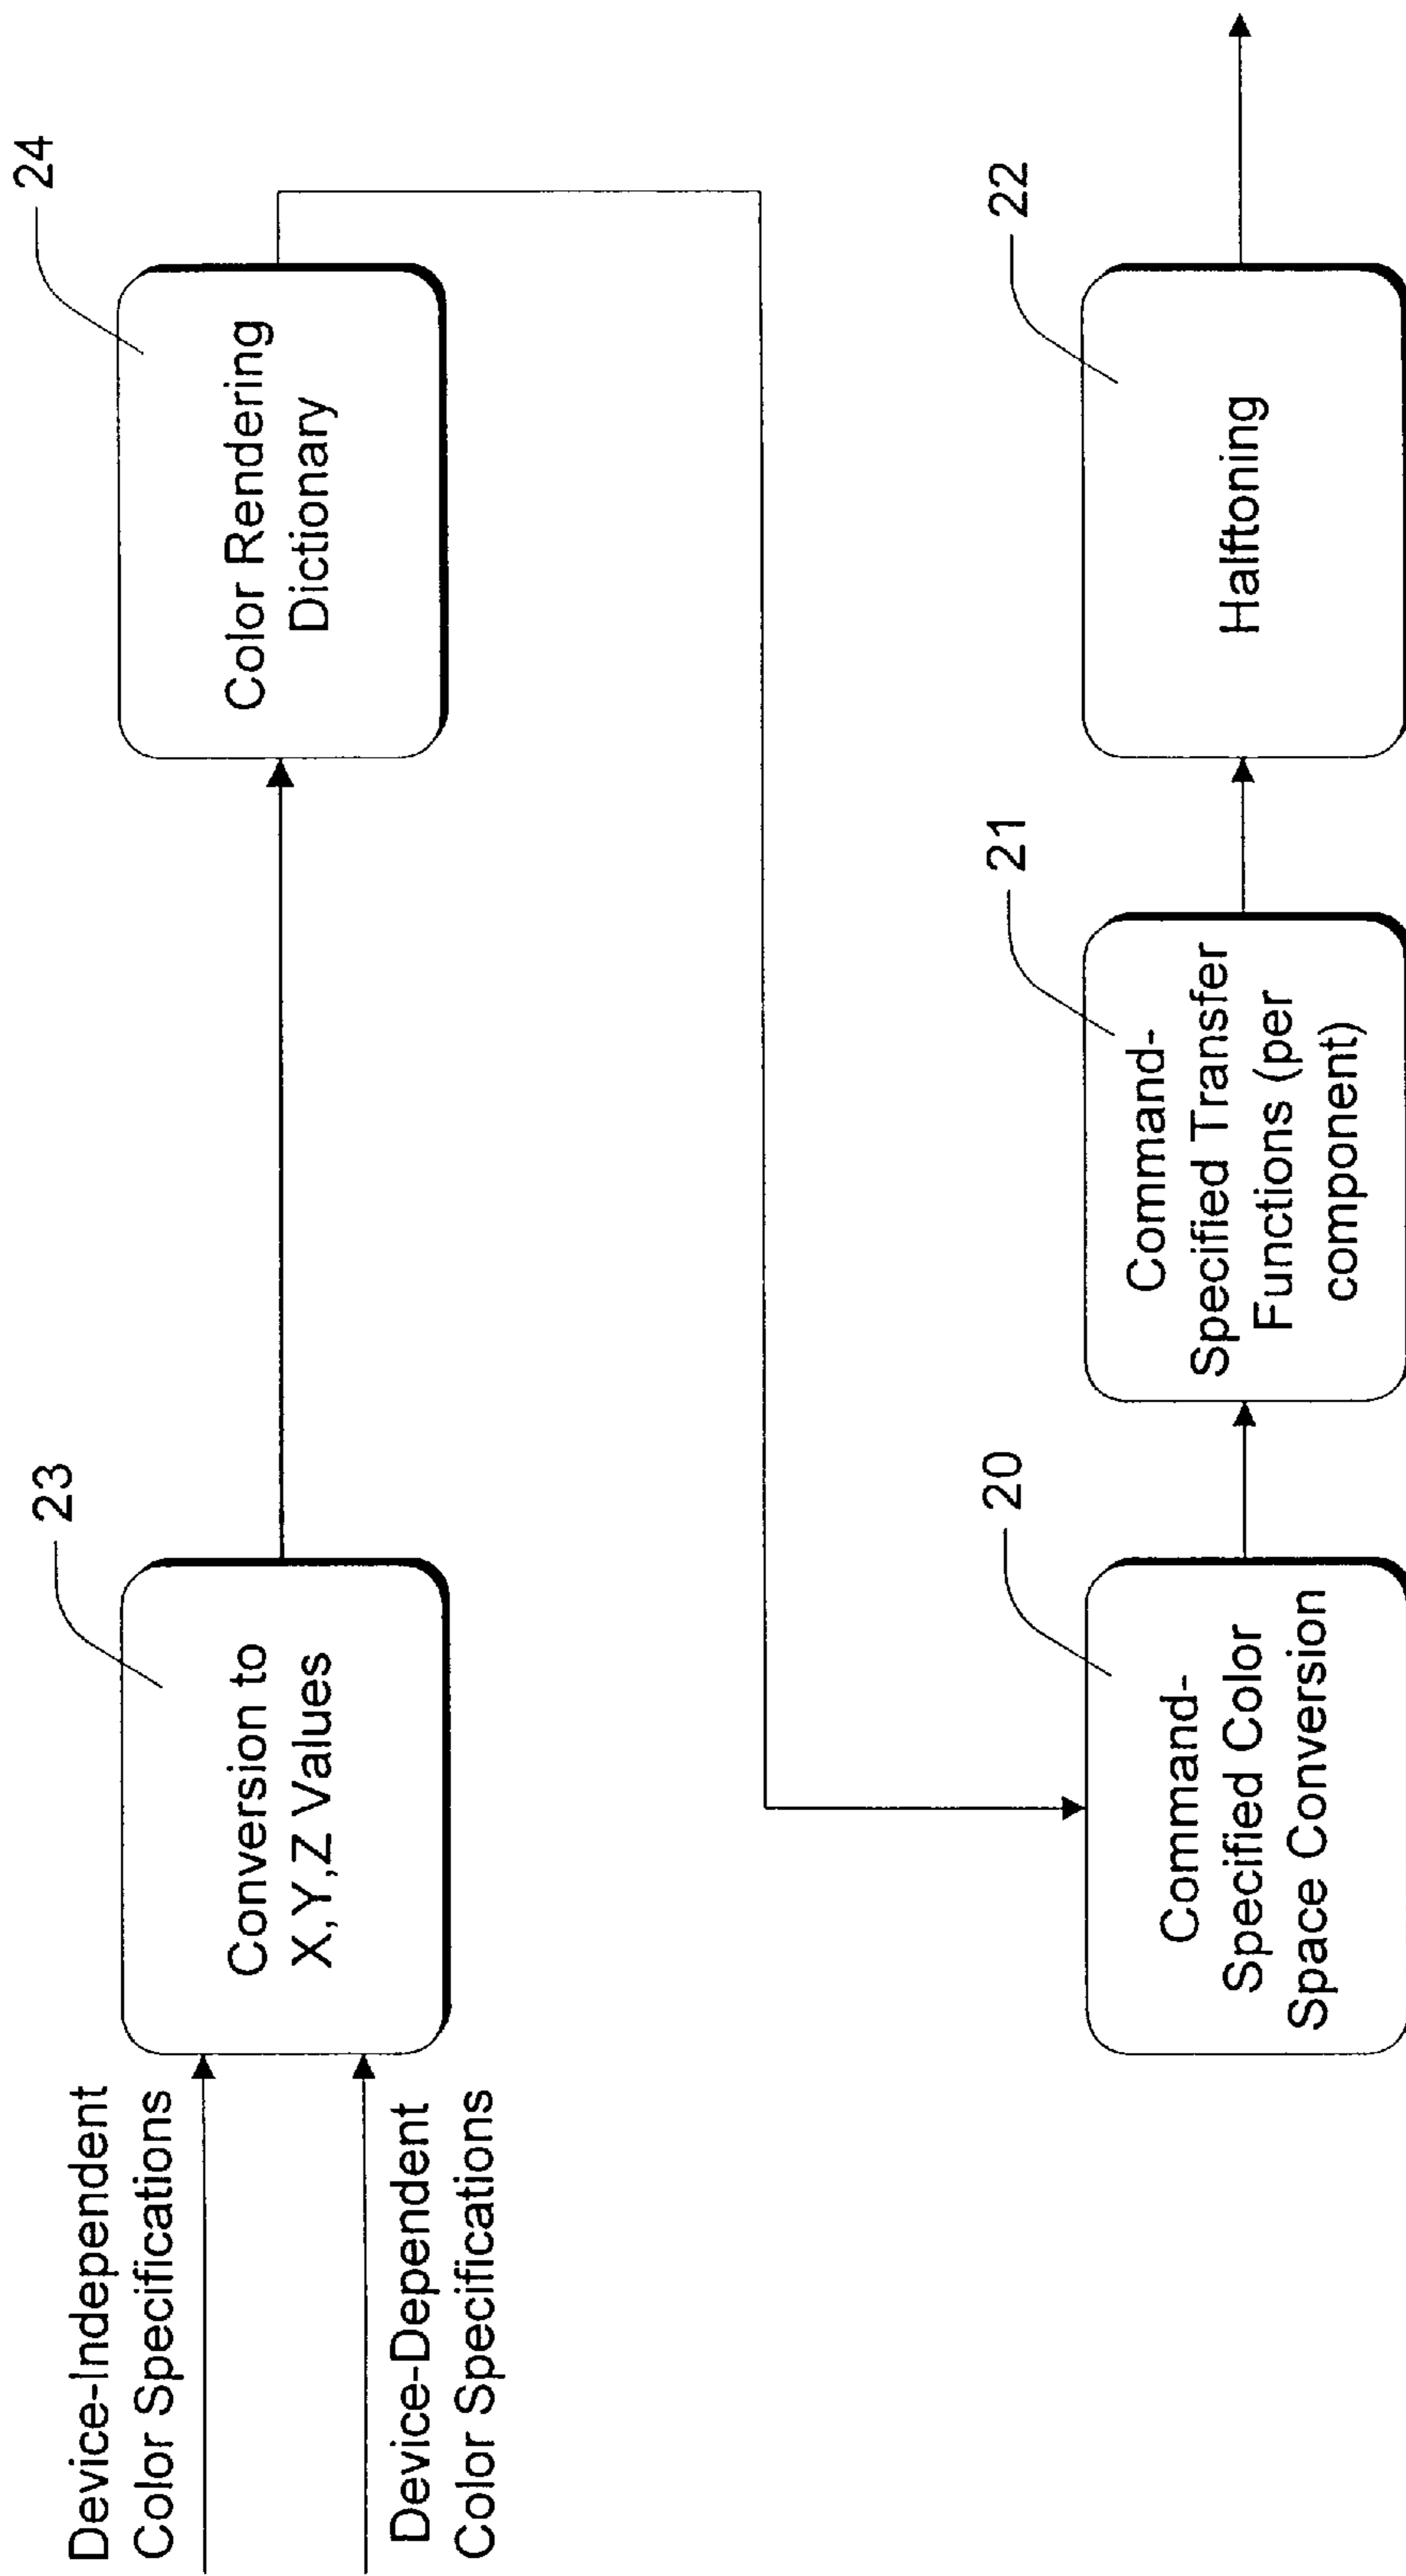 Device-Independent
Color Specifications
Device-Dependent
Color Specifications
23
Conversion to
X,Y,Z Values
24
Color Rendering
Dictionary
20
Command-
Specified Color
Space Conversion
21
Command-
Specified Transfer
Functions (per
component)
22
Halftoning